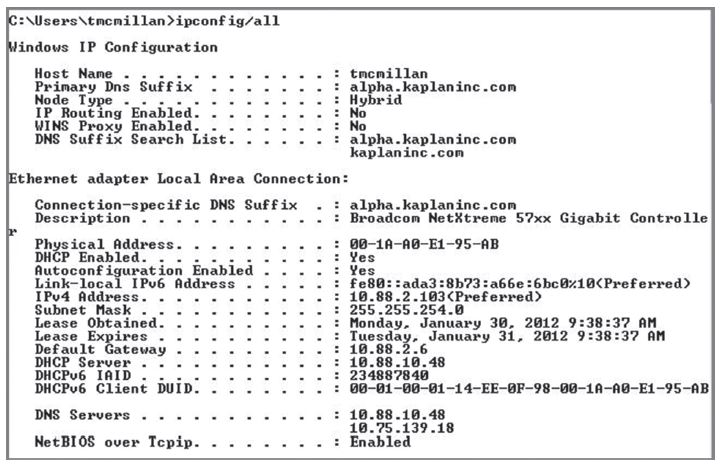 C:\Users\tmcmillan>ipconfig/all
Windows IP Configuration
Host Name . . . . . . . . . . . . : tmcmillan
Primary Dns Suffix . . . . . . . : alpha.kaplaninc.com
Node Type . . . . . . . . . . . . : Hybrid
IP Routing Enabled. . . . . . . . : No
WINS Proxy Enabled. . . . . . . . : No
DNS Suffix Search List. . . . . . : alpha.kaplaninc.com
kaplaninc.com
Ethernet adapter Local Area Connection:
Connection-specific DNS Suffix . : alpha.kaplaninc.com
Description . . . . . . . . . . . : Broadcom NetXtreme 57xx Gigabit Controlle
r
Physical Address. . . . . . . . . : 00-1A-A0-E1-95-AB
DHCP Enabled. . . . . . . . . . . : Yes
Autoconfiguration Enabled . . . . : Yes
Link-local IPv6 Address . . . . . : fe80::ada3:8b73:a66e:6bc0%10(Preferred)
IPv4 Address. . . . . . . . . . . : 10.88.2.103(Preferred)
Subnet Mask . . . . . . . . . . . : 255.255.254.0
Lease Obtained. . . . . . . . . . : Monday, January 30, 2012 9:38:37 AM
Lease Expires . . . . . . . . . . : Tuesday, January 31, 2012 9:38:37 AM
Default Gateway . . . . . . . . . : 10.88.2.6
DHCP Server . . . . . . . . . . . : 10.88.10.48
DHCPv6 IAID . . . . . . . . . . . : 234887840
DHCPv6 Client DUID. . . . . . . . : 00-01-00-01-14-EE-0F-98-00-1A-A0-E1-95-AB
DNS Servers . . . . . . . . . . . : 10.88.10.48
10.75.139.18
NetBIOS over Tcpip. . . . . . . . : Enabled